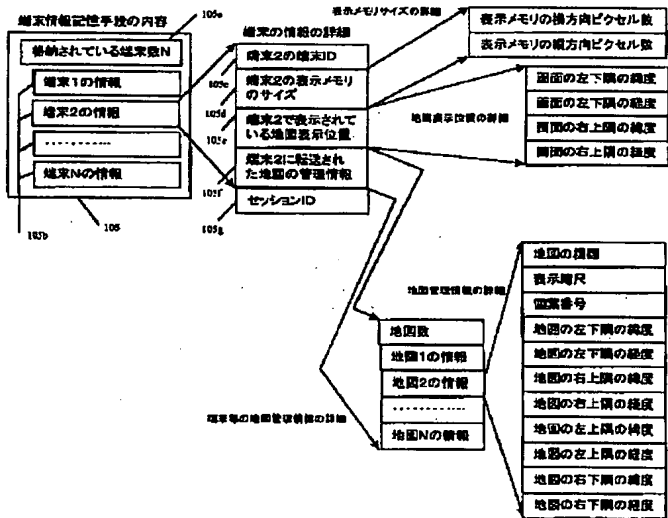 端末情報記憶手段の内容
105a
格納されている端末数N
端末1の情報
端末2の情報
端末Nの情報
105b
105
端末の情報の詳細
端末2の端末ID
105c
端末2の表示メモリ
のサイズ
105d
端末2で表示されて
いる地図表示位置
105e
端末2に転送され
た地図の管理情報
105f
セッションID
105g
表示メモリサイズの詳細
表示メモリの横方向ピクセル数
表示メモリの縦方向ピクセル数
地図表示位置の詳細
画面の左下隅の緯度
画面の左下隅の経度
画面の右上隅の緯度
画面の右上隅の経度
端末毎の地図管理情報の詳細
地図数
地図1の情報
地図2の情報
地図Nの情報
地図管理情報の詳細
地図の種類
表示縮尺
図葉番号
地図の左下隅の緯度
地図の左下隅の経度
地図の右上隅の緯度
地図の右上隅の経度
地図の左上隅の緯度
地図の左上隅の経度
地図の右下隅の緯度
地図の右下隅の経度